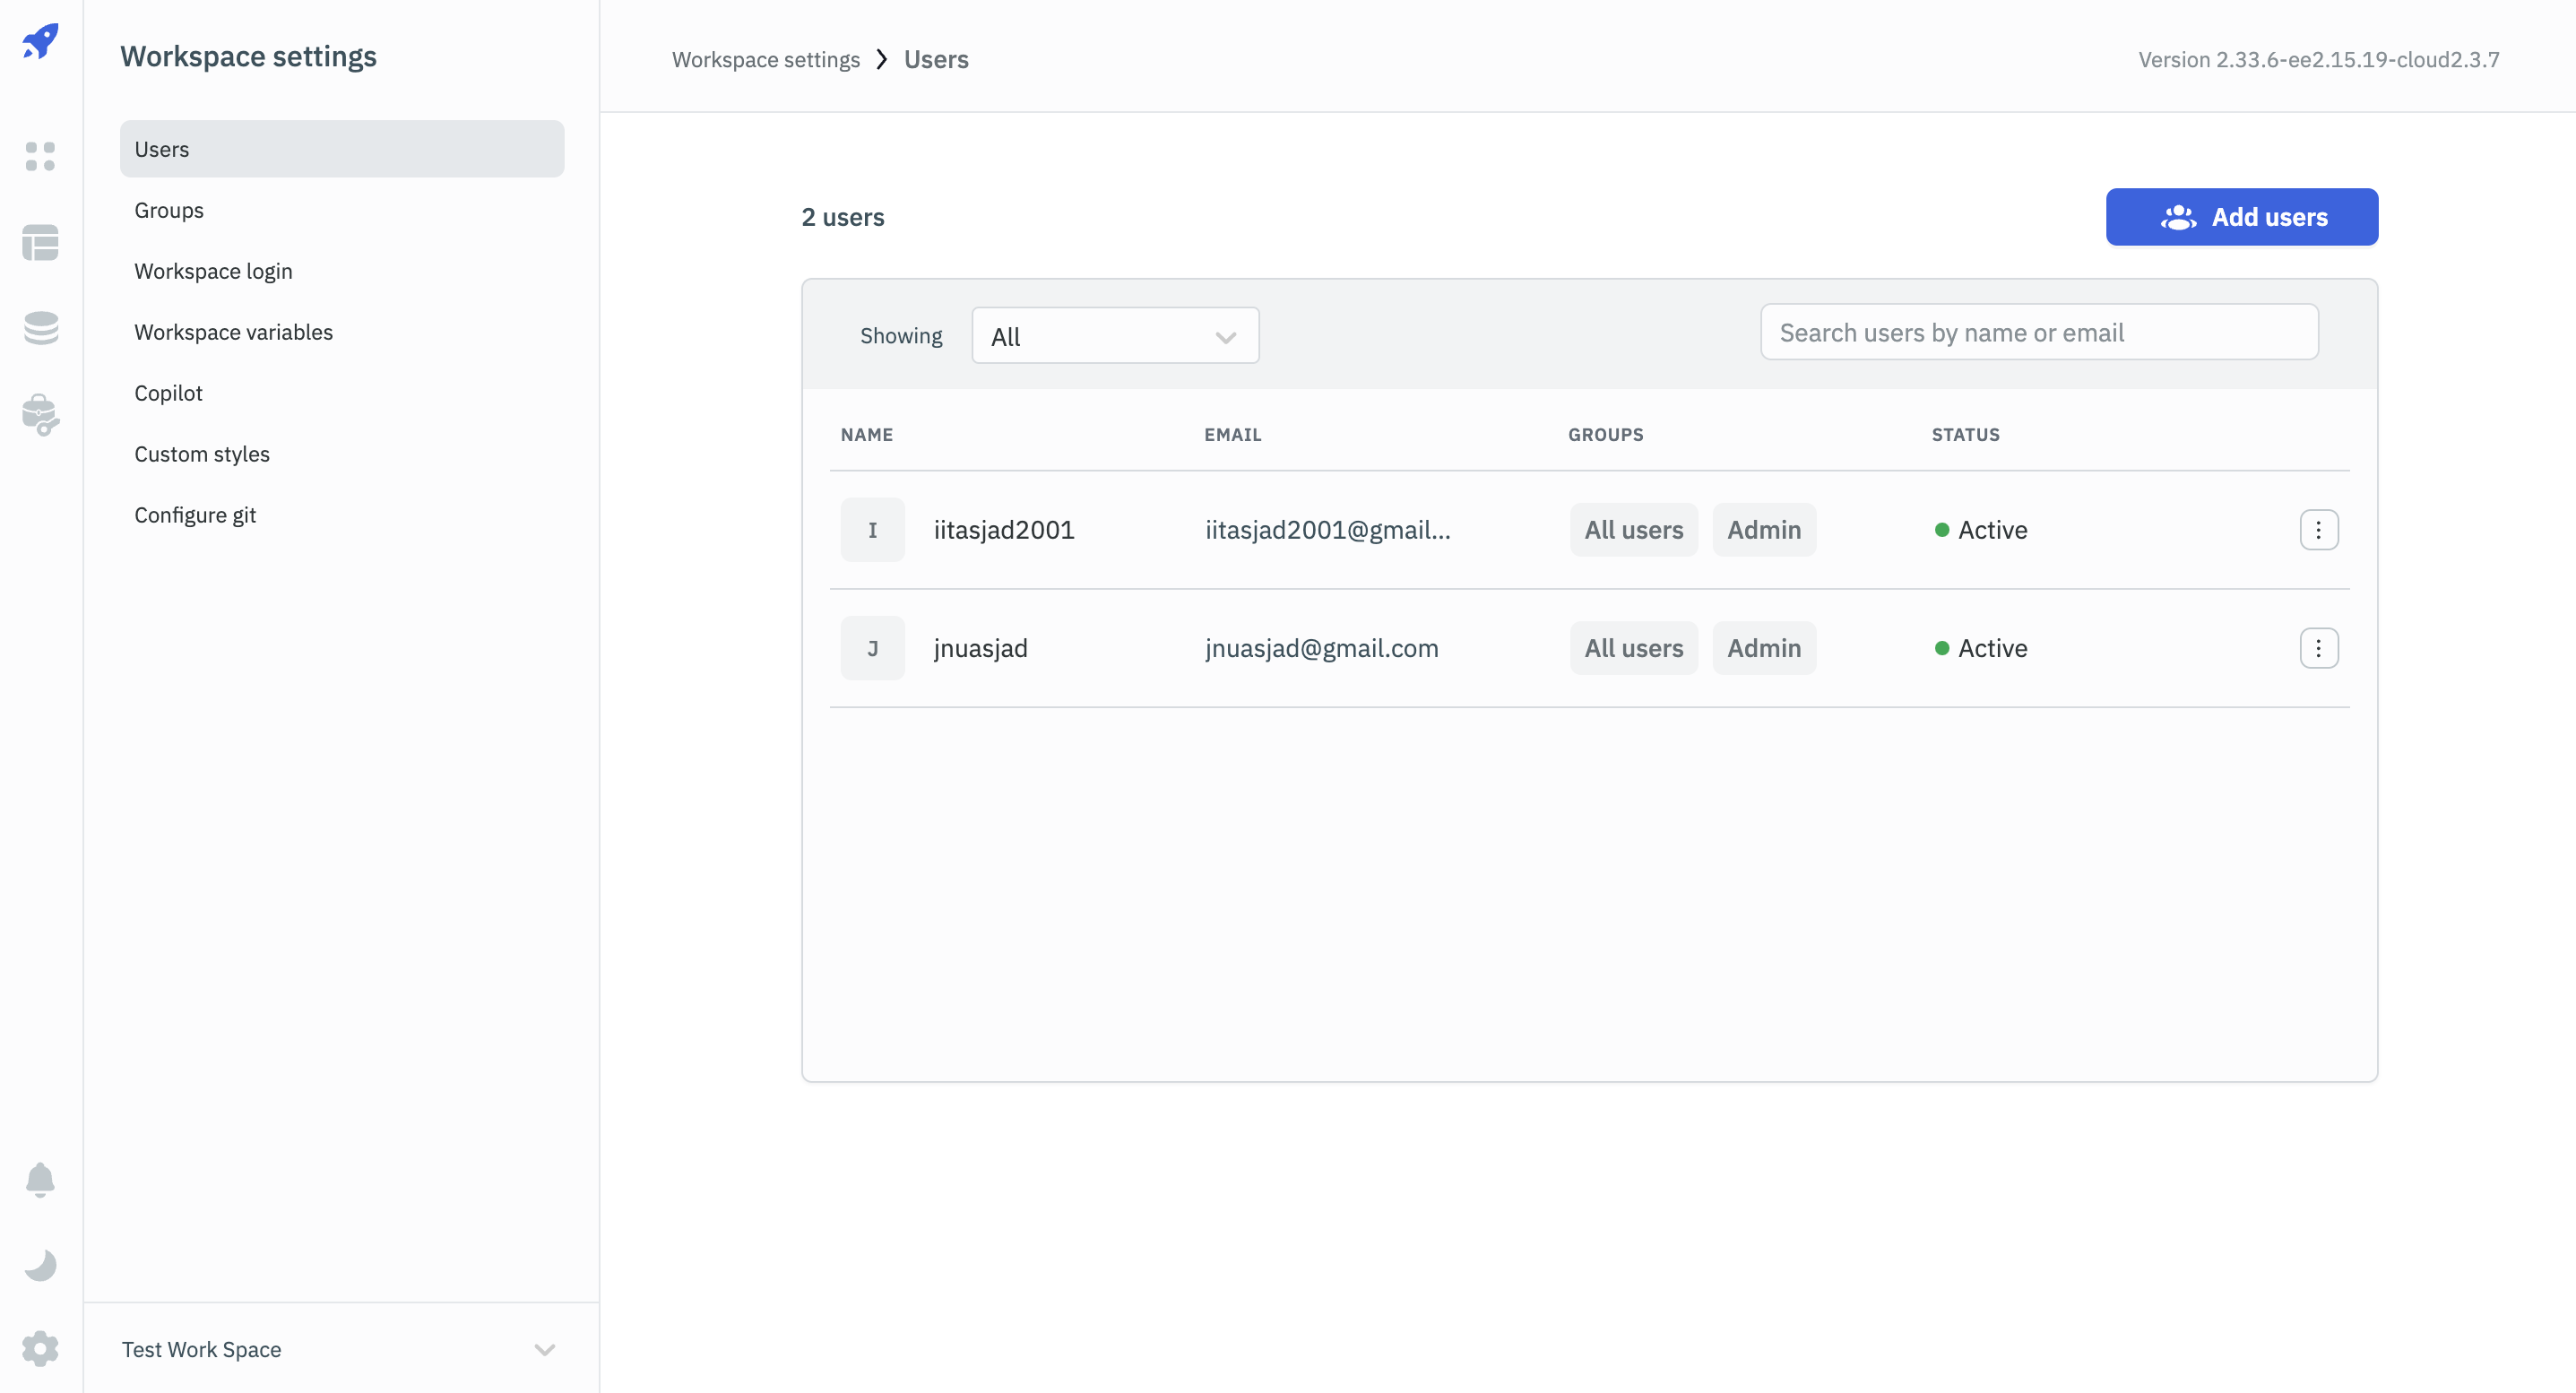 Workspace settings
Users
Groups
Workspace login
Workspace variables
Copilot
Custom styles
Configure git
Test Work Space
Workspace settings > Users
Version 2.33.6-ee2.15.19-cloud2.3.7
2 users
Add users
Showing All
Search users by name or email
NAME EMAIL GROUPS STATUS
I iitasjad2001 iitasjad2001@gmail... All users Admin Active
J jnuasjad jnuasjad@gmail.com All users Admin Active